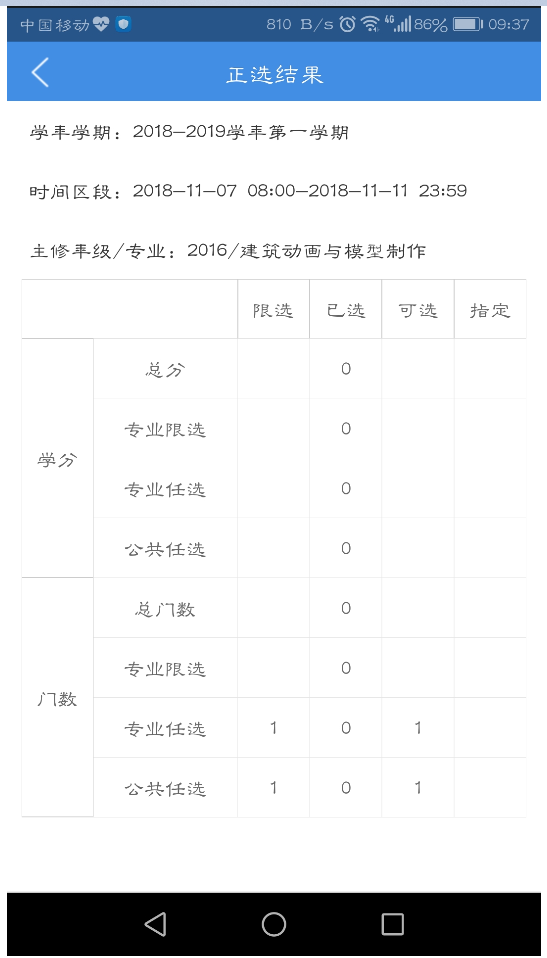 中国移动 810 B/s 4G 86% 09:37
正选结果
学年学期：2018-2019学年第一学期
时间区段：2018-11-07 08:00-2018-11-11 23:59
主修年级/专业：2016/建筑动画与模型制作
限选 已选 可选 指定
学分
总分 0
专业限选 0
专业任选 0
公共任选 0
门数
总门数 0
专业限选 0
专业任选 1 0 1
公共任选 1 0 1